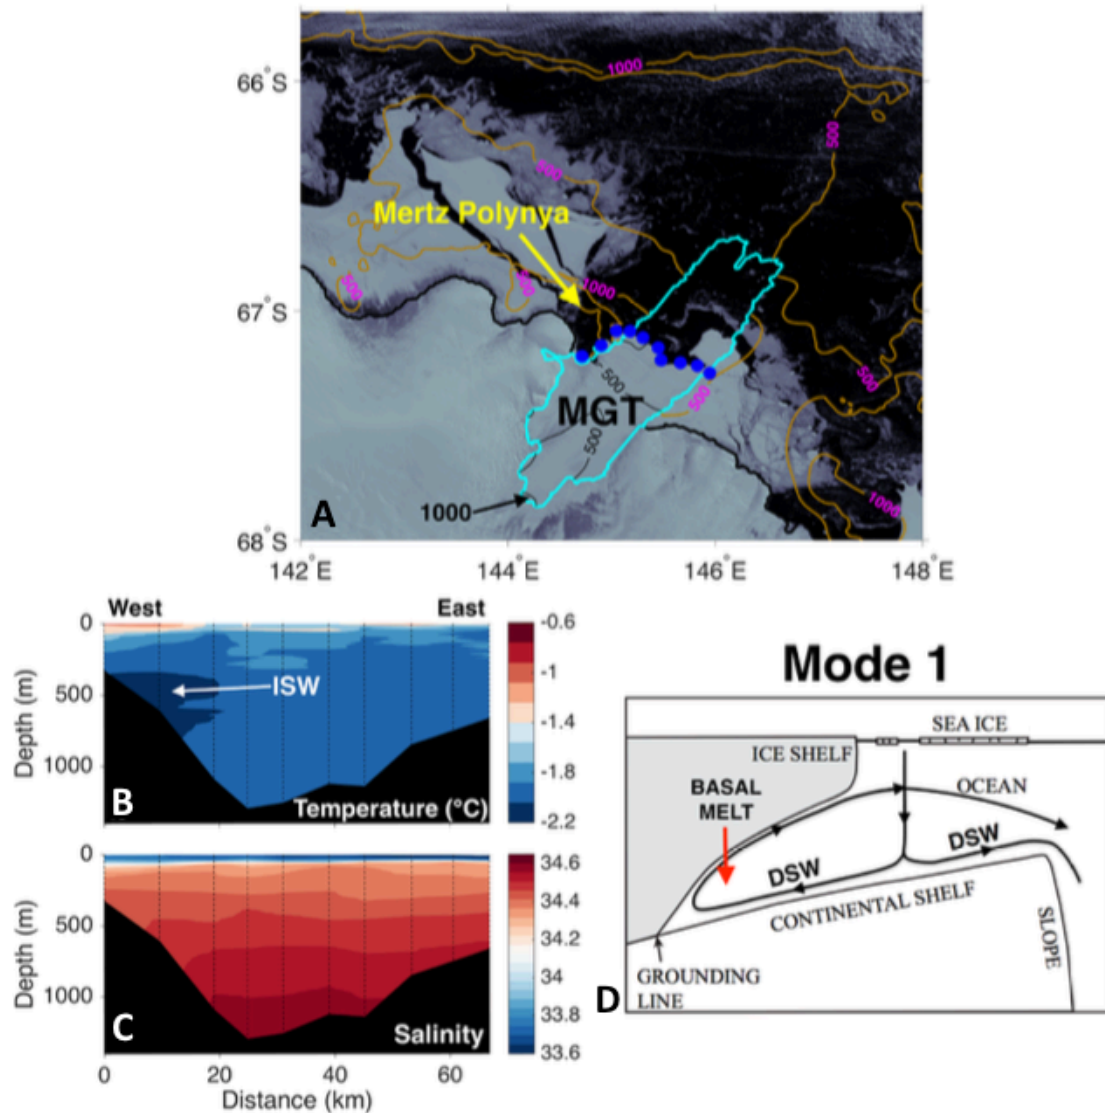 66°S
67°S
68°S
142°E
144°E
146°E
148°E
1000
500
500
Mertz Polynya
500
500
1000
500
500
500
MGT
500
1000
1000
A
West
East
0
500
1000
Depth (m)
ISW
B
Temperature (°C)
-0.6
-1
-1.4
-1.8
-2.2
0
500
1000
Depth (m)
C
Salinity
34.6
34.4
34.2
34
33.8
33.6
0
20
40
60
Distance (km)
Mode 1
SEA ICE
ICE SHELF
BASAL
MELT
OCEAN
DSW
DSW
CONTINENTAL SHELF
SLOPE
GROUNDING
LINE
D